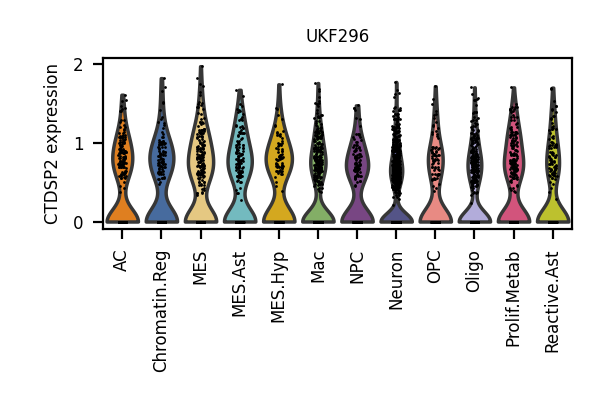 UKF296
CTDSP2 expression
2
1
0
AC
Chromatin.Reg
MES
MES.Ast
MES.Hyp
Mac
NPC
Neuron
OPC
Oligo
Prolif.Metab
Reactive.Ast